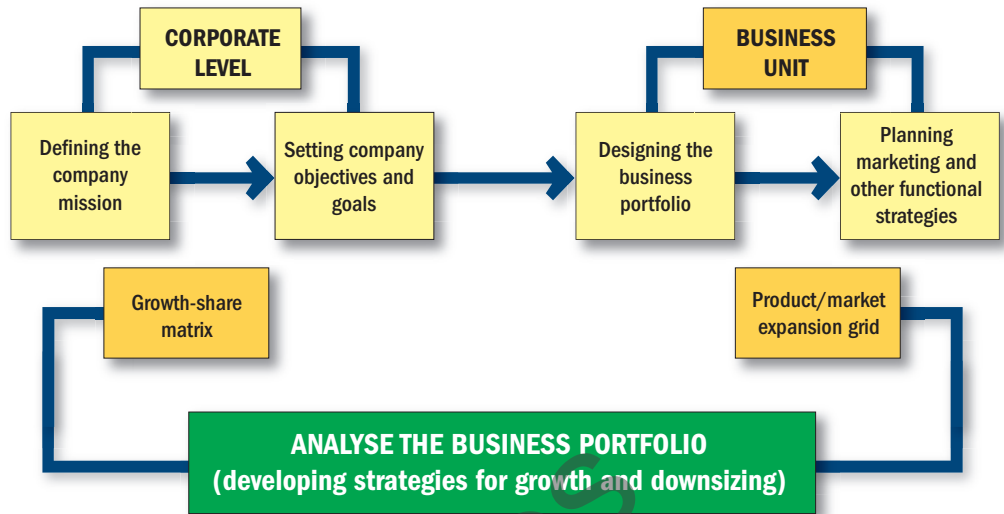 CORPORATE
LEVEL
BUSINESS
UNIT
Defining the
company
mission
Setting company
objectives and
goals
Designing the
business
portfolio
Planning
marketing and
other functional
strategies
Growth-share
matrix
Product/market
expansion grid
ANALYSE THE BUSINESS PORTFOLIO
(developing strategies for growth and downsizing)